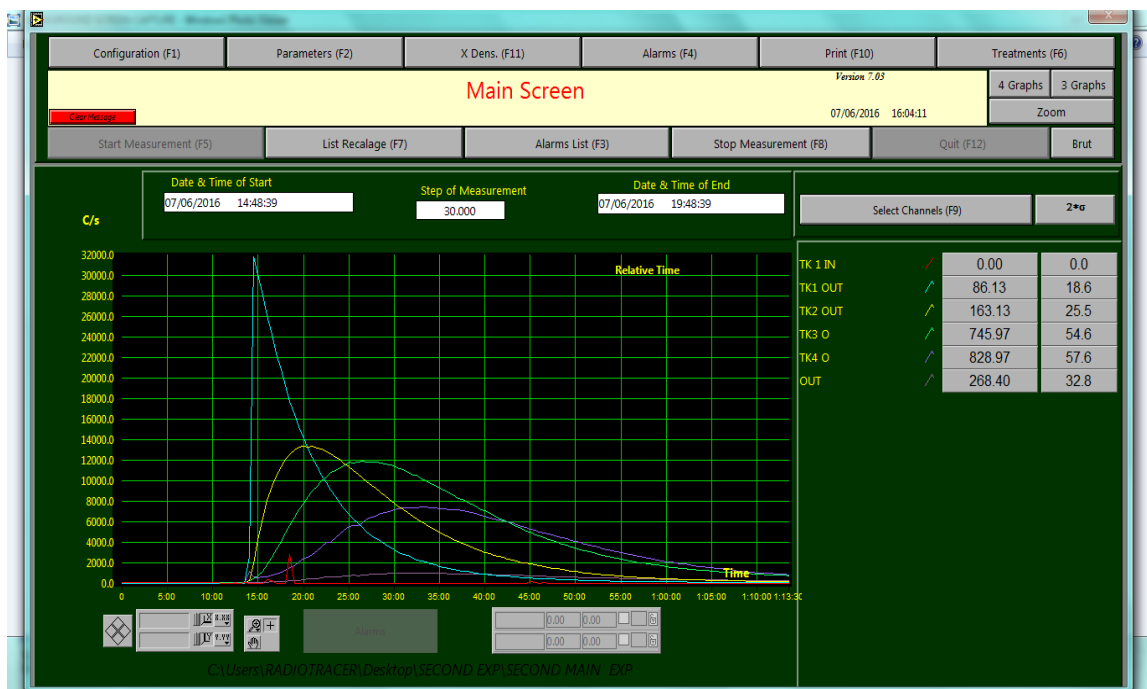 Configuration (F1) Parameters (F2) X Dens. (F11) Alarms (F4) Print (F10) Treatments (F6)
Main Screen
Version 7.03
4 Graphs 3 Graphs
Clear Message
07/06/2016 16:04:11
Zoom
Start Measurement (F5) List Recalage (F7) Alarms List (F3) Stop Measurement (F8) Quit (F12) Brut
Date & Time of Start Step of Measurement Date & Time of End
07/06/2016 14:48:39 30.000 07/06/2016 19:48:39
Select Channels (F9) 2*σ
C/s
Relative Time
32000.0
30000.0
28000.0
26000.0
24000.0
22000.0
20000.0
18000.0
16000.0
14000.0
12000.0
10000.0
8000.0
6000.0
4000.0
2000.0
0.0
Time
0 5:00 10:00 15:00 20:00 25:00 30:00 35:00 40:00 45:00 50:00 55:00 1:00:00 1:05:00 1:10:00 1:13:30
TK 1 IN 0.00 0.0
TK1 OUT 86.13 18.6
TK2 OUT 163.13 25.5
TK3 O 745.97 54.6
TK4 O 828.97 57.6
OUT 268.40 32.8
X 8.88
Y Y.YY
Alarms
0.00 0.00
0.00 0.00
C:\Users\RADIOTRACER\Desktop\SECOND EXP\SECOND MAIN EXP